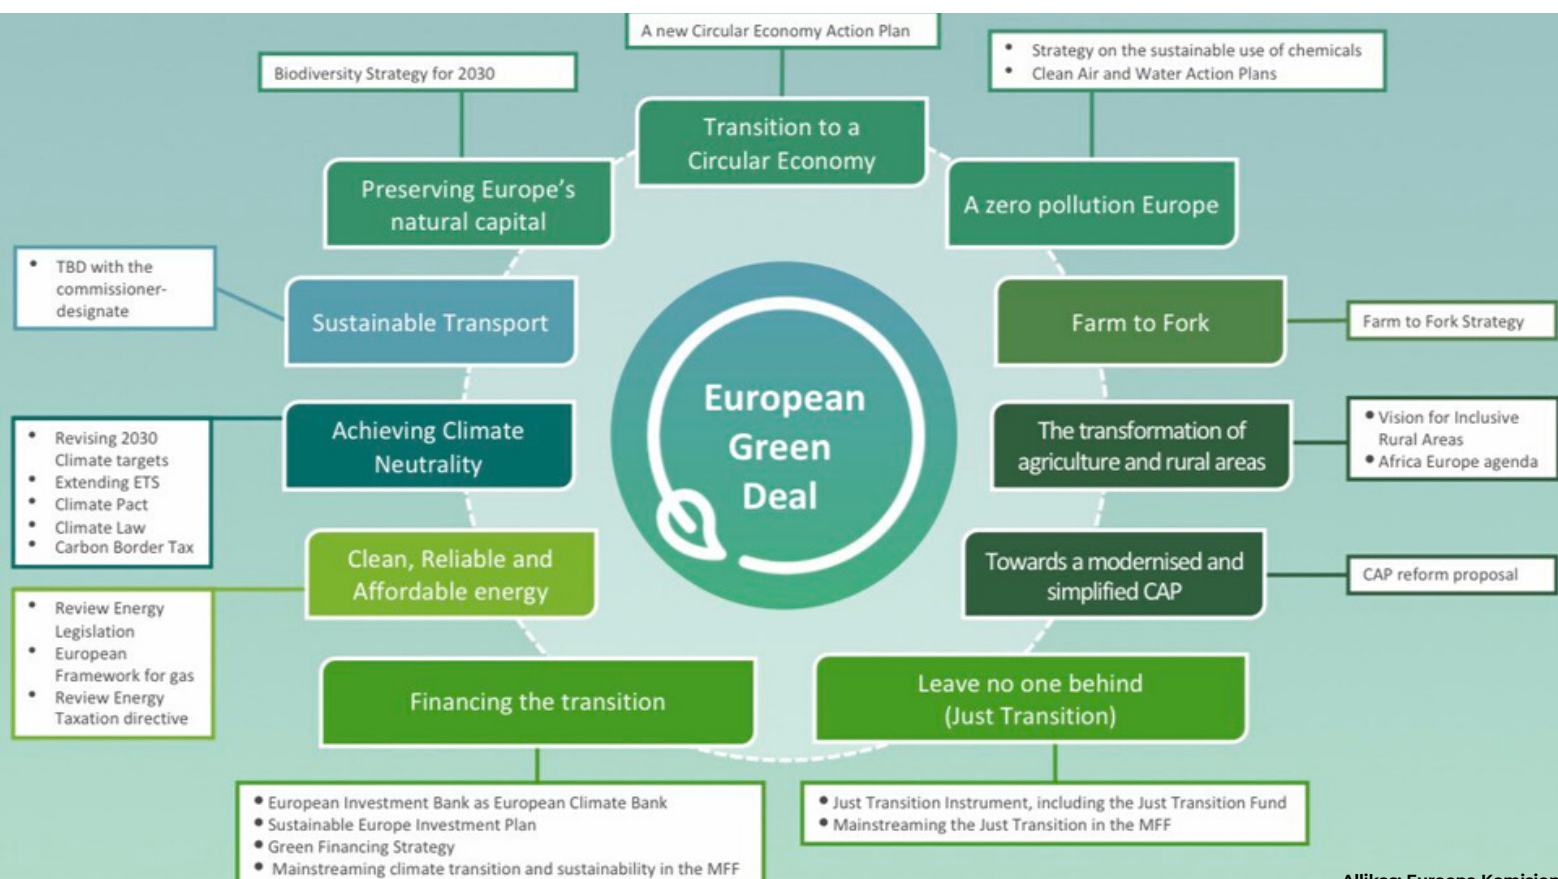 A new Circular Economy Action Plan
Biodiversity Strategy for 2030
• Strategy on the sustainable use of chemicals
• Clean Air and Water Action Plans
Transition to a
Circular Economy
Preserving Europe's
natural capital
A zero pollution Europe
• TBD with the
commissioner-
designate
Sustainable Transport
Farm to Fork
Farm to Fork Strategy
European
Green
Deal
• Revising 2030
Climate targets
• Extending ETS
• Climate Pact
• Climate Law
• Carbon Border Tax
Achieving Climate
Neutrality
The transformation of
agriculture and rural areas
• Vision for Inclusive
Rural Areas
• Africa Europe agenda
Clean, Reliable and
Affordable energy
Towards a modernised and
simplified CAP
CAP reform proposal
• Review Energy
Legislation
• European
Framework for gas
• Review Energy
Taxation directive
Financing the transition
Leave no one behind
(Just Transition)
• European Investment Bank as European Climate Bank
• Sustainable Europe Investment Plan
• Green Financing Strategy
• Mainstreaming climate transition and sustainability in the MFF
• Just Transition Instrument, including the Just Transition Fund
• Mainstreaming the Just Transition in the MFF